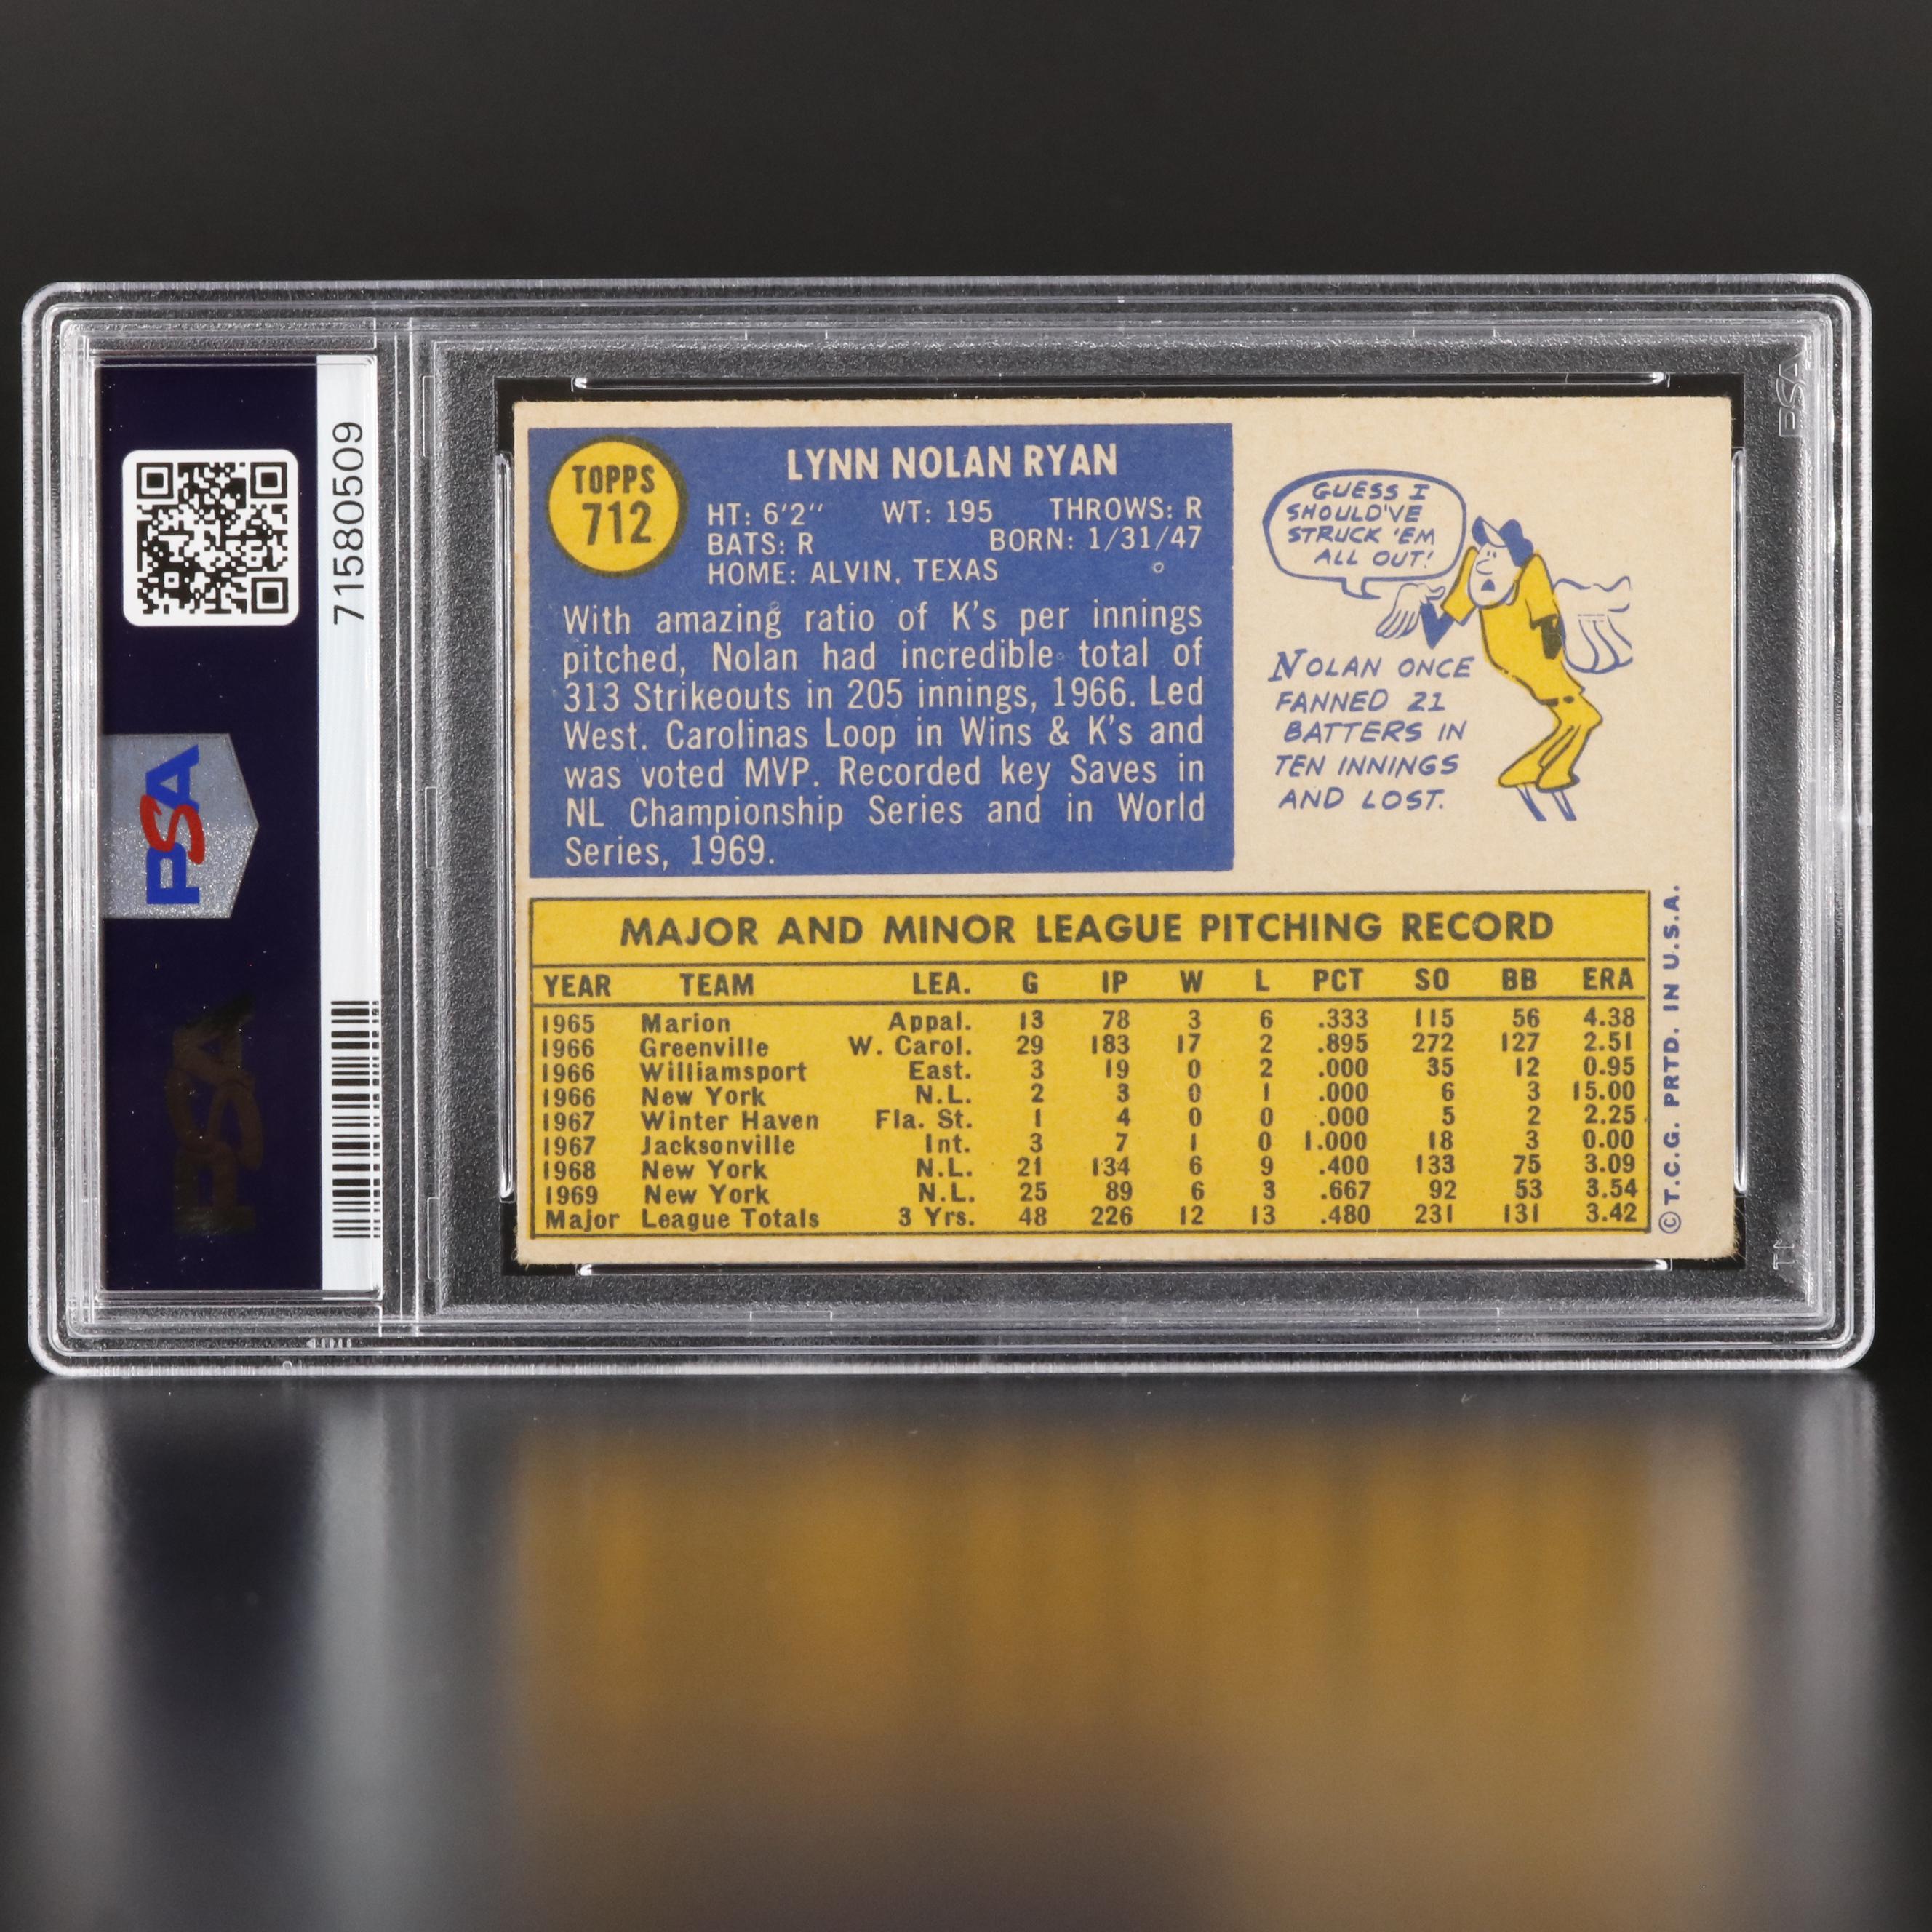 71580509
PSA
PSA
PSA
TOPPS
712
LYNN NOLAN RYAN
HT: 6'2" WT: 195 THROWS: R
BATS: R BORN: 1/31/47
HOME: ALVIN, TEXAS
With amazing ratio of K's per innings
pitched, Nolan had incredible total of
313 Strikeouts in 205 innings, 1966. Led
West. Carolinas Loop in Wins & K's and
was voted MVP. Recorded key Saves in
NL Championship Series and in World
Series, 1969.
GUESS I
SHOULD'VE
STRUCK 'EM
ALL OUT!
NOLAN ONCE
FANNED 21
BATTERS IN
TEN INNINGS
AND LOST.
MAJOR AND MINOR LEAGUE PITCHING RECORD
YEAR TEAM LEA. G IP W L PCT SO BB ERA
1965 Marion Appal. 13 78 3 6 .333 115 56 4.38
1966 Greenville W. Carol. 29 183 17 2 .895 272 127 2.51
1966 Williamsport East. 3 19 0 2 .000 35 12 0.95
1966 New York N.L. 2 3 0 1 .000 6 3 15.00
1967 Winter Haven Fla. St. 1 4 0 0 .000 5 2 2.25
1967 Jacksonville Int. 3 7 1 0 1.000 18 3 0.00
1968 New York N.L. 21 134 6 9 .400 133 75 3.09
1969 New York N.L. 25 89 6 3 .667 92 53 3.54
Major League Totals 3 Yrs. 48 226 12 13 .480 231 131 3.42
© T.C.G. PRTD. IN U.S.A.